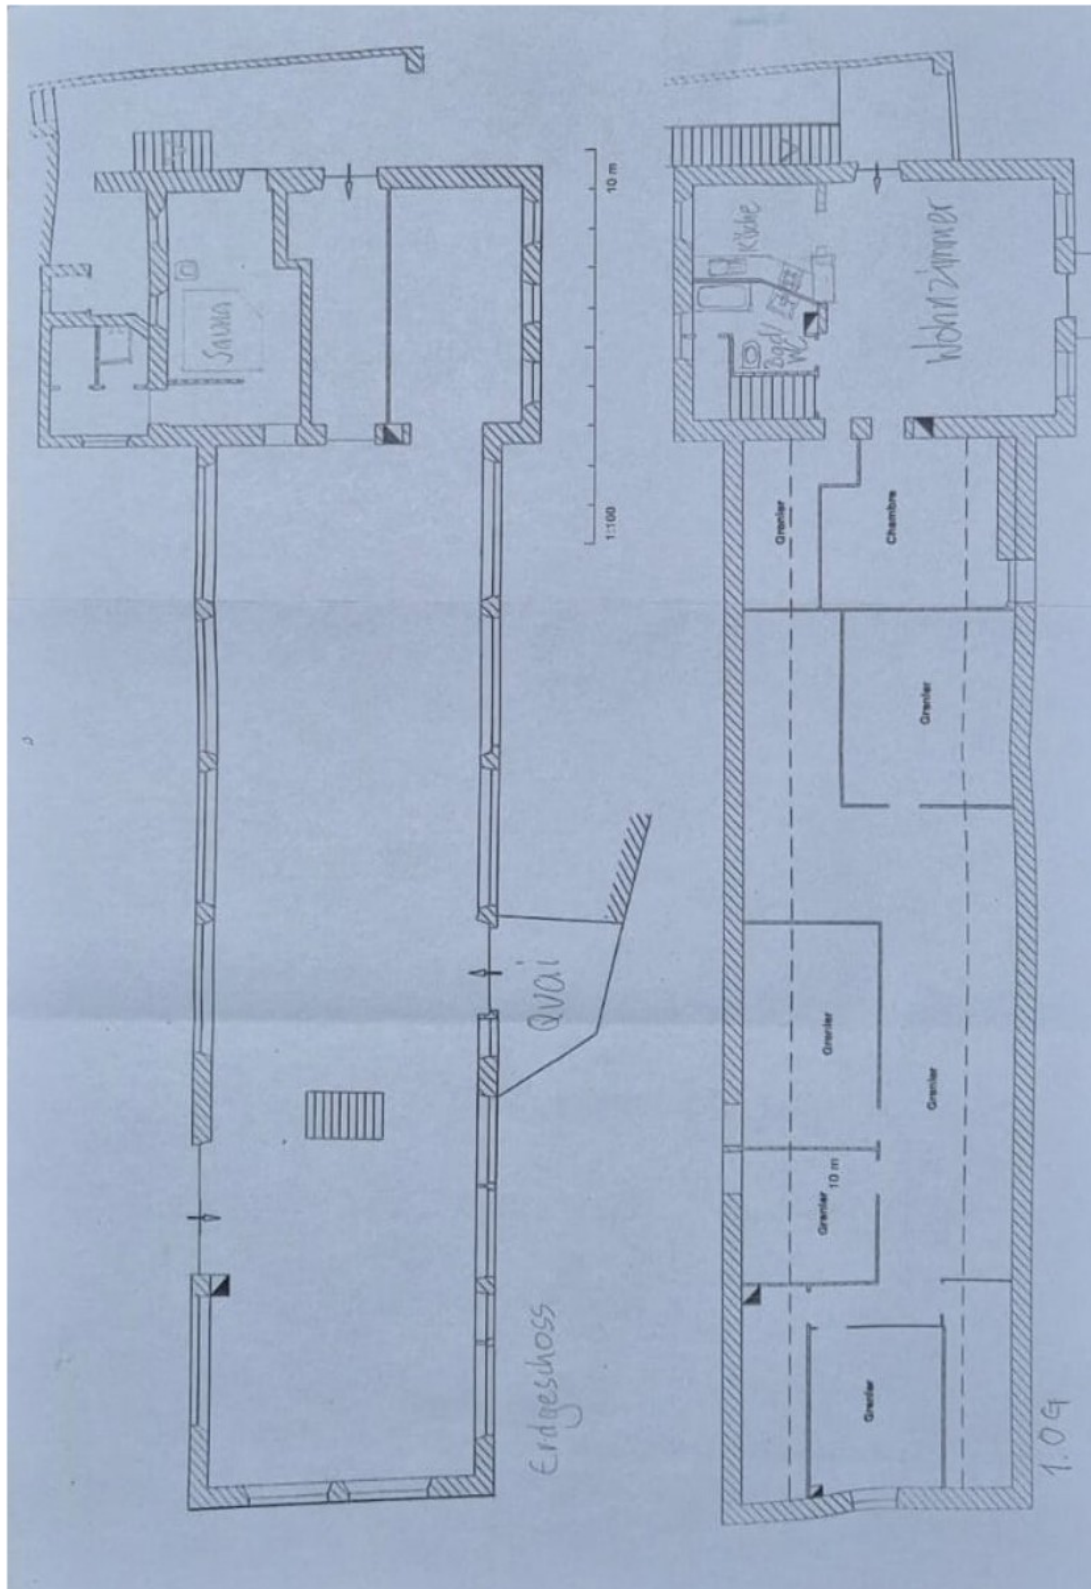 Erdgeschoss
Sauna
Quai
10 m
1:100
1. OG
Küche
Bad/
WC
Wohnzimmer
Grenier
Chambre
Grenier
Grenier
Grenier
Grenier
10 m
Grenier